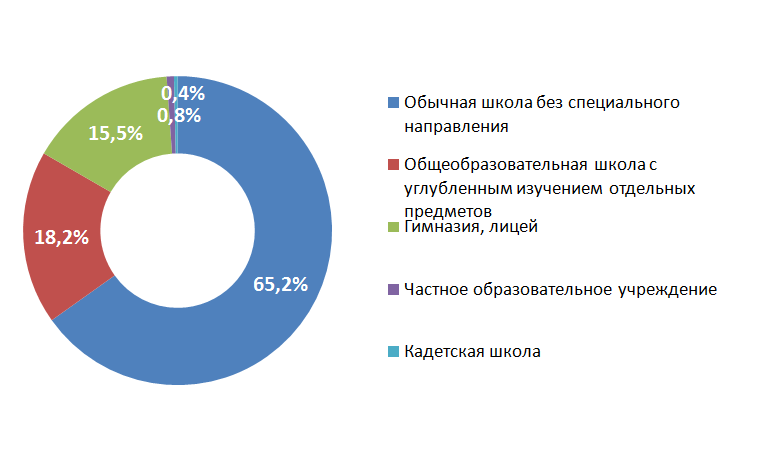 0,4%
0,8%
15,5%
18,2%
65,2%
Обычная школа без специального
направления
Общеобразовательная школа с
углубленным изучением отдельных
предметов
Гимназия, лицей
Частное образовательное учреждение
Кадетская школа